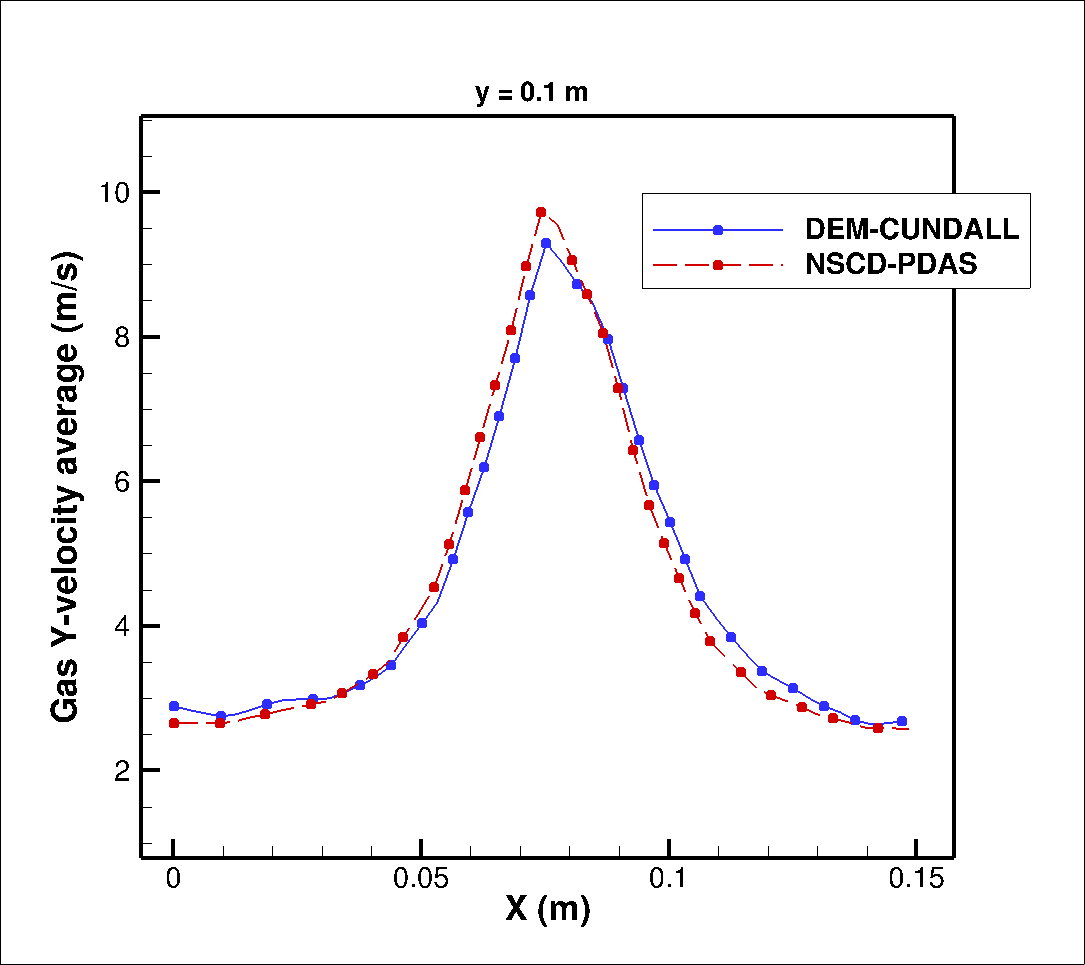 y = 0.1 m
10
8
6
4
2
Gas Y-velocity average (m/s)
DEM-CUNDALL
NSCD-PDAS
0
0.05
0.1
0.15
X (m)